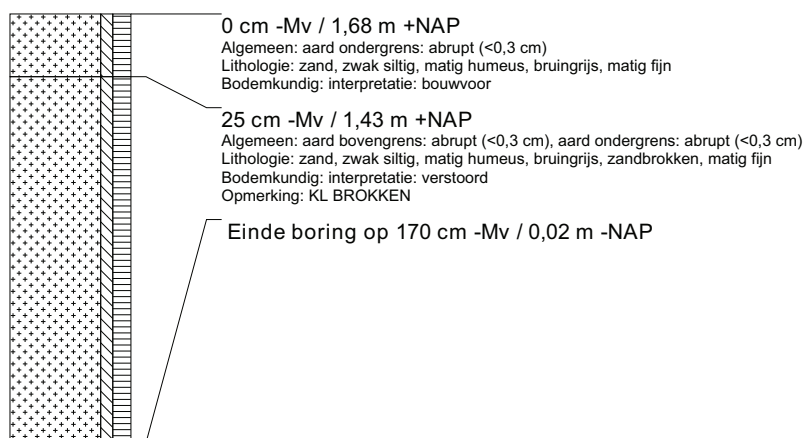 0 cm -Mv / 1,68 m +NAP
Algemeen: aard ondergrens: abrupt (<0,3 cm)
Lithologie: zand, zwak siltig, matig humeus, bruingrijs, matig fijn
Bodemkundig: interpretatie: bouwvoor
25 cm -Mv / 1,43 m +NAP
Algemeen: aard bovengrens: abrupt (<0,3 cm), aard ondergrens: abrupt (<0,3 cm)
Lithologie: zand, zwak siltig, matig humeus, bruingrijs, zandbrokken, matig fijn
Bodemkundig: interpretatie: verstoord
Opmerking: KL BROKKEN
Einde boring op 170 cm -Mv / 0,02 m -NAP